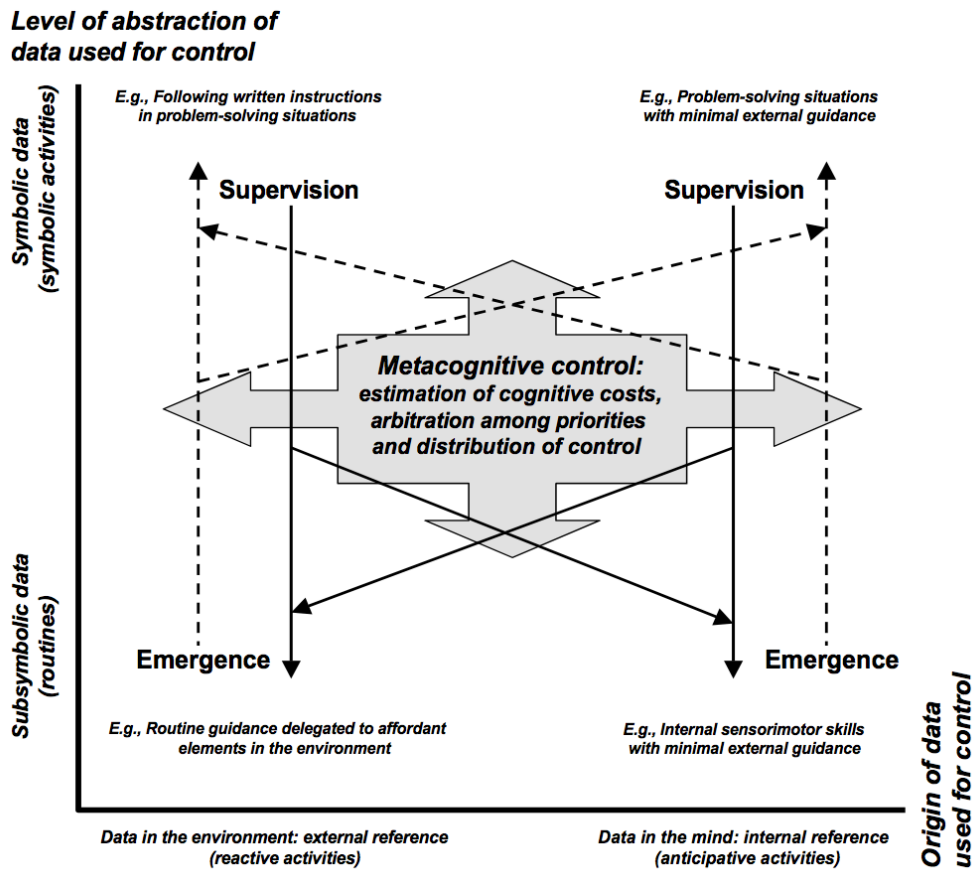 Level of abstraction of
data used for control
Symbolic data
(symbolic activities)
E.g., Following written instructions
in problem-solving situations
E.g., Problem-solving situations
with minimal external guidance
Supervision
Supervision
Metacognitive control:
estimation of cognitive costs,
arbitration among priorities
and distribution of control
Subsymbolic data
(routines)
Emergence
Emergence
E.g., Routine guidance delegated to affordant
elements in the environment
E.g., Internal sensorimotor skills
with minimal external guidance
Origin of data
used for control
Data in the environment: external reference
(reactive activities)
Data in the mind: internal reference
(anticipative activities)